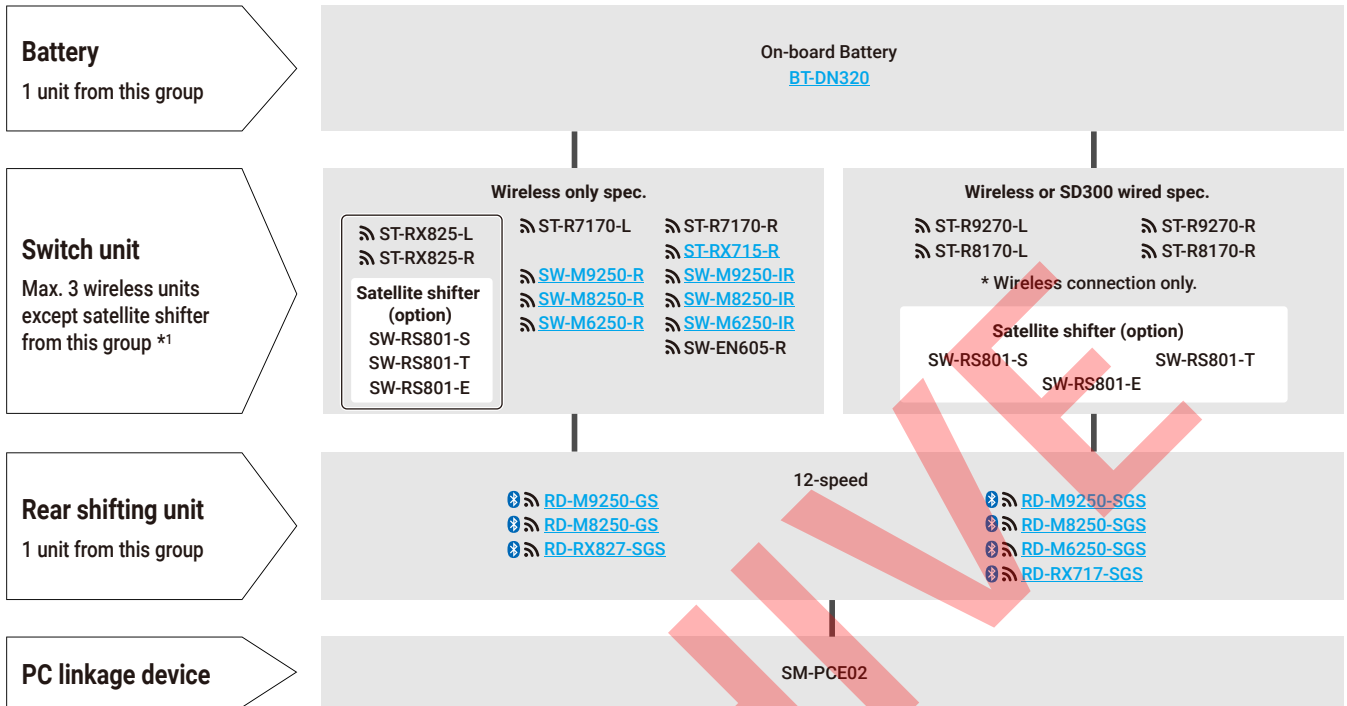 Battery
1 unit from this group
On-board Battery
BT-DN320
Switch unit
Max. 3 wireless units
except satellite shifter
from this group *1
Wireless only spec.
ST-RX825-L
ST-RX825-R
Satellite shifter
(option)
SW-RS801-S
SW-RS801-T
SW-RS801-E
ST-R7170-L
SW-M9250-R
SW-M8250-R
SW-M6250-R
ST-R7170-R
ST-RX715-R
SW-M9250-IR
SW-M8250-IR
SW-M6250-IR
SW-EN605-R
Wireless or SD300 wired spec.
ST-R9270-L ST-R9270-R
ST-R8170-L ST-R8170-R
* Wireless connection only.
Satellite shifter (option)
SW-RS801-S SW-RS801-T
SW-RS801-E
Rear shifting unit
1 unit from this group
12-speed
RD-M9250-GS
RD-M8250-GS
RD-RX827-SGS
RD-M9250-SGS
RD-M8250-SGS
RD-M6250-SGS
RD-RX717-SGS
PC linkage device
SM-PCE02